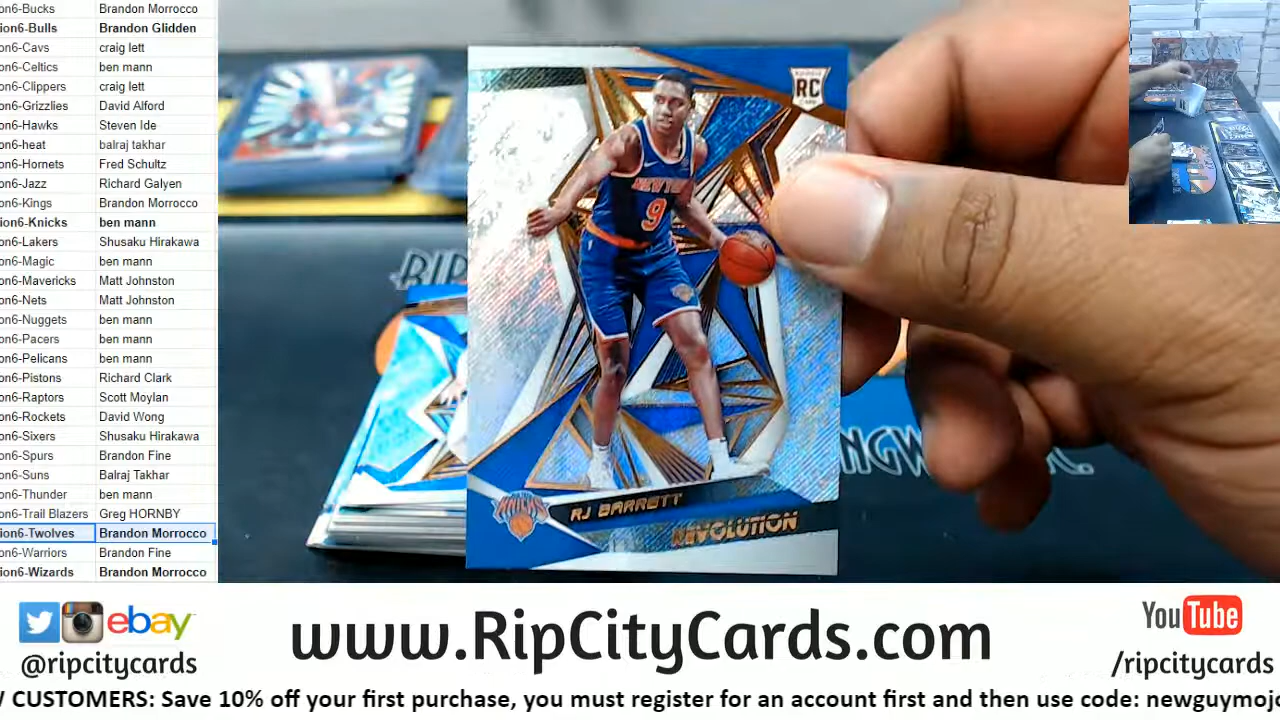 on6-Bucks Brandon Morrocco
ion6-Bulls Brandon Glidden
on6-Cavs craig lett
on6-Celtics ben mann
on6-Clippers craig lett
on6-Grizzlies David Alford
on6-Hawks Steven Ide
on6-heat balraj takhar
on6-Hornets Fred Schultz
on6-Jazz Richard Galyen
on6-Kings Brandon Morrocco
ion6-Knicks ben mann
on6-Lakers Shusaku Hirakawa
on6-Magic ben mann
on6-Mavericks Matt Johnston
on6-Nets Matt Johnston
on6-Nuggets ben mann
on6-Pacers ben mann
on6-Pelicans ben mann
on6-Pistons Richard Clark
on6-Raptors Scott Moylan
on6-Rockets David Wong
on6-Sixers Shusaku Hirakawa
on6-Spurs Brandon Fine
on6-Suns Balraj Takhar
on6-Thunder ben mann
on6-Trail Blazers Greg HORNBY
ion6-Twolves Brandon Morrocco
on6-Warriors Brandon Fine
ion6-Wizards Brandon Morrocco
RC
NEW YO
9
KNICKS
RJ BARRETT
REVOLUTION
RIP
ebay
@ripcitycards
www.RipCityCards.com
YouTube
/ripcitycards
CUSTOMERS: Save 10% off your first purchase, you must register for an account first and then use code: newguymojo